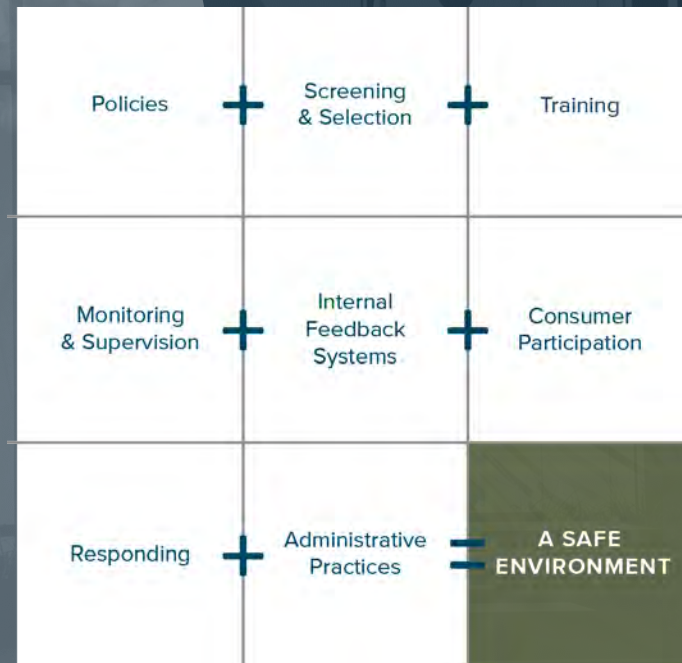 Policies
+
Screening
& Selection
+
Training
Monitoring
& Supervision
+
Internal
Feedback
Systems
+
Consumer
Participation
Responding
+
Administrative
Practices
=
A SAFE
ENVIRONMENT